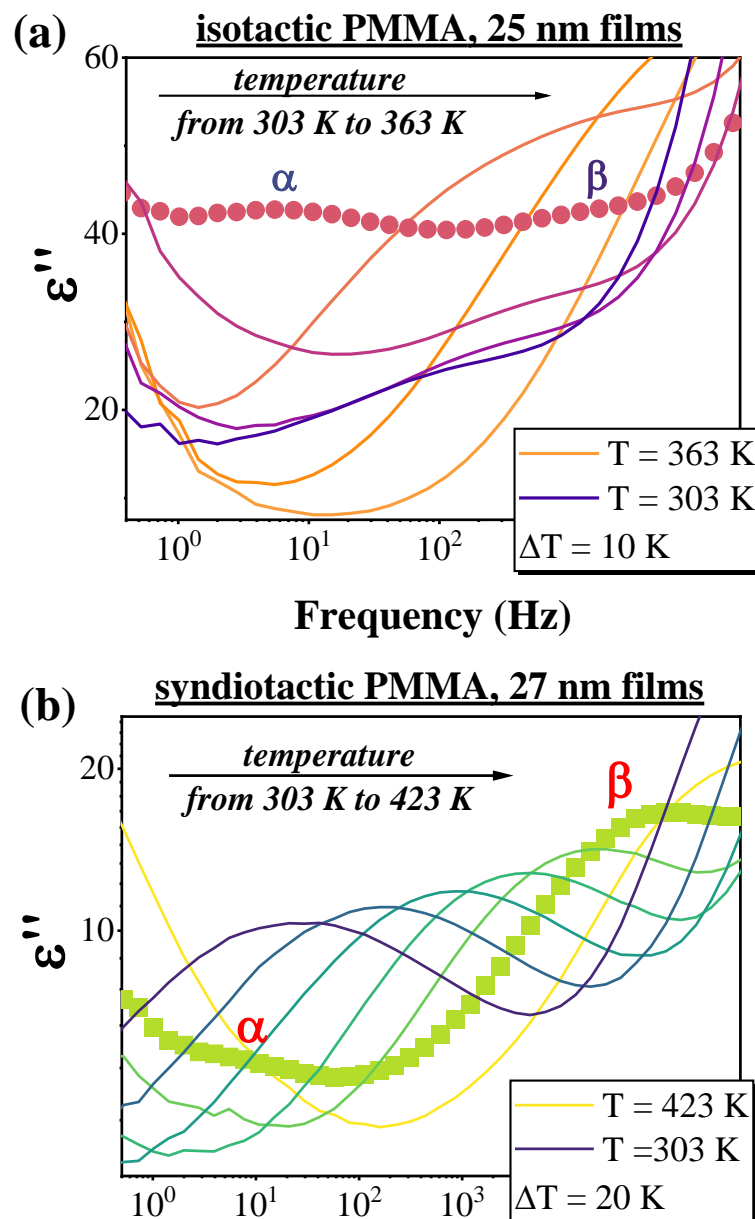 (a) isotactic PMMA, 25 nm films
60
temperature
from 303 K to 363 K
α
β
40
ε''
20
T = 363 K
T = 303 K
ΔT = 10 K
10⁰ 10¹ 10²
Frequency (Hz)
(b) syndiotactic PMMA, 27 nm films
20
temperature
from 303 K to 423 K
β
10
ε''
α
T = 423 K
T =303 K
ΔT = 20 K
10⁰ 10¹ 10² 10³